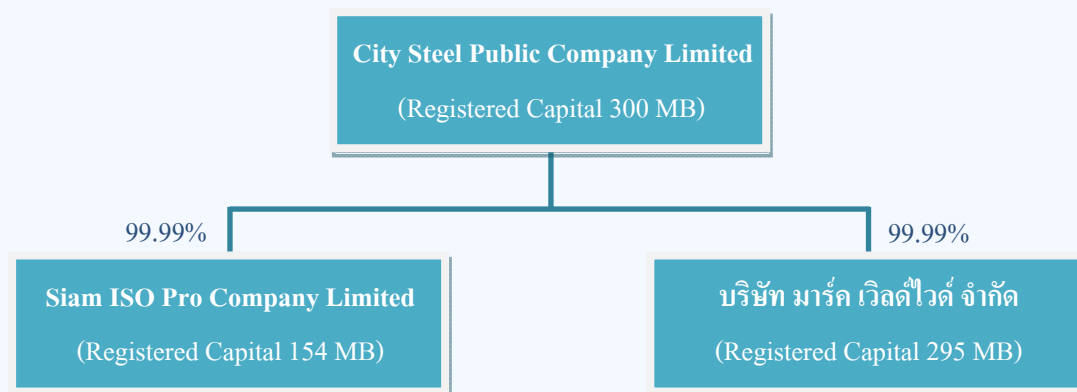 City Steel Public Company Limited
(Registered Capital 300 MB)
99.99%
99.99%
Siam ISO Pro Company Limited
(Registered Capital 154 MB)
บริษัท มาร์ค เวิลด์ไวด์ จำกัด
(Registered Capital 295 MB)